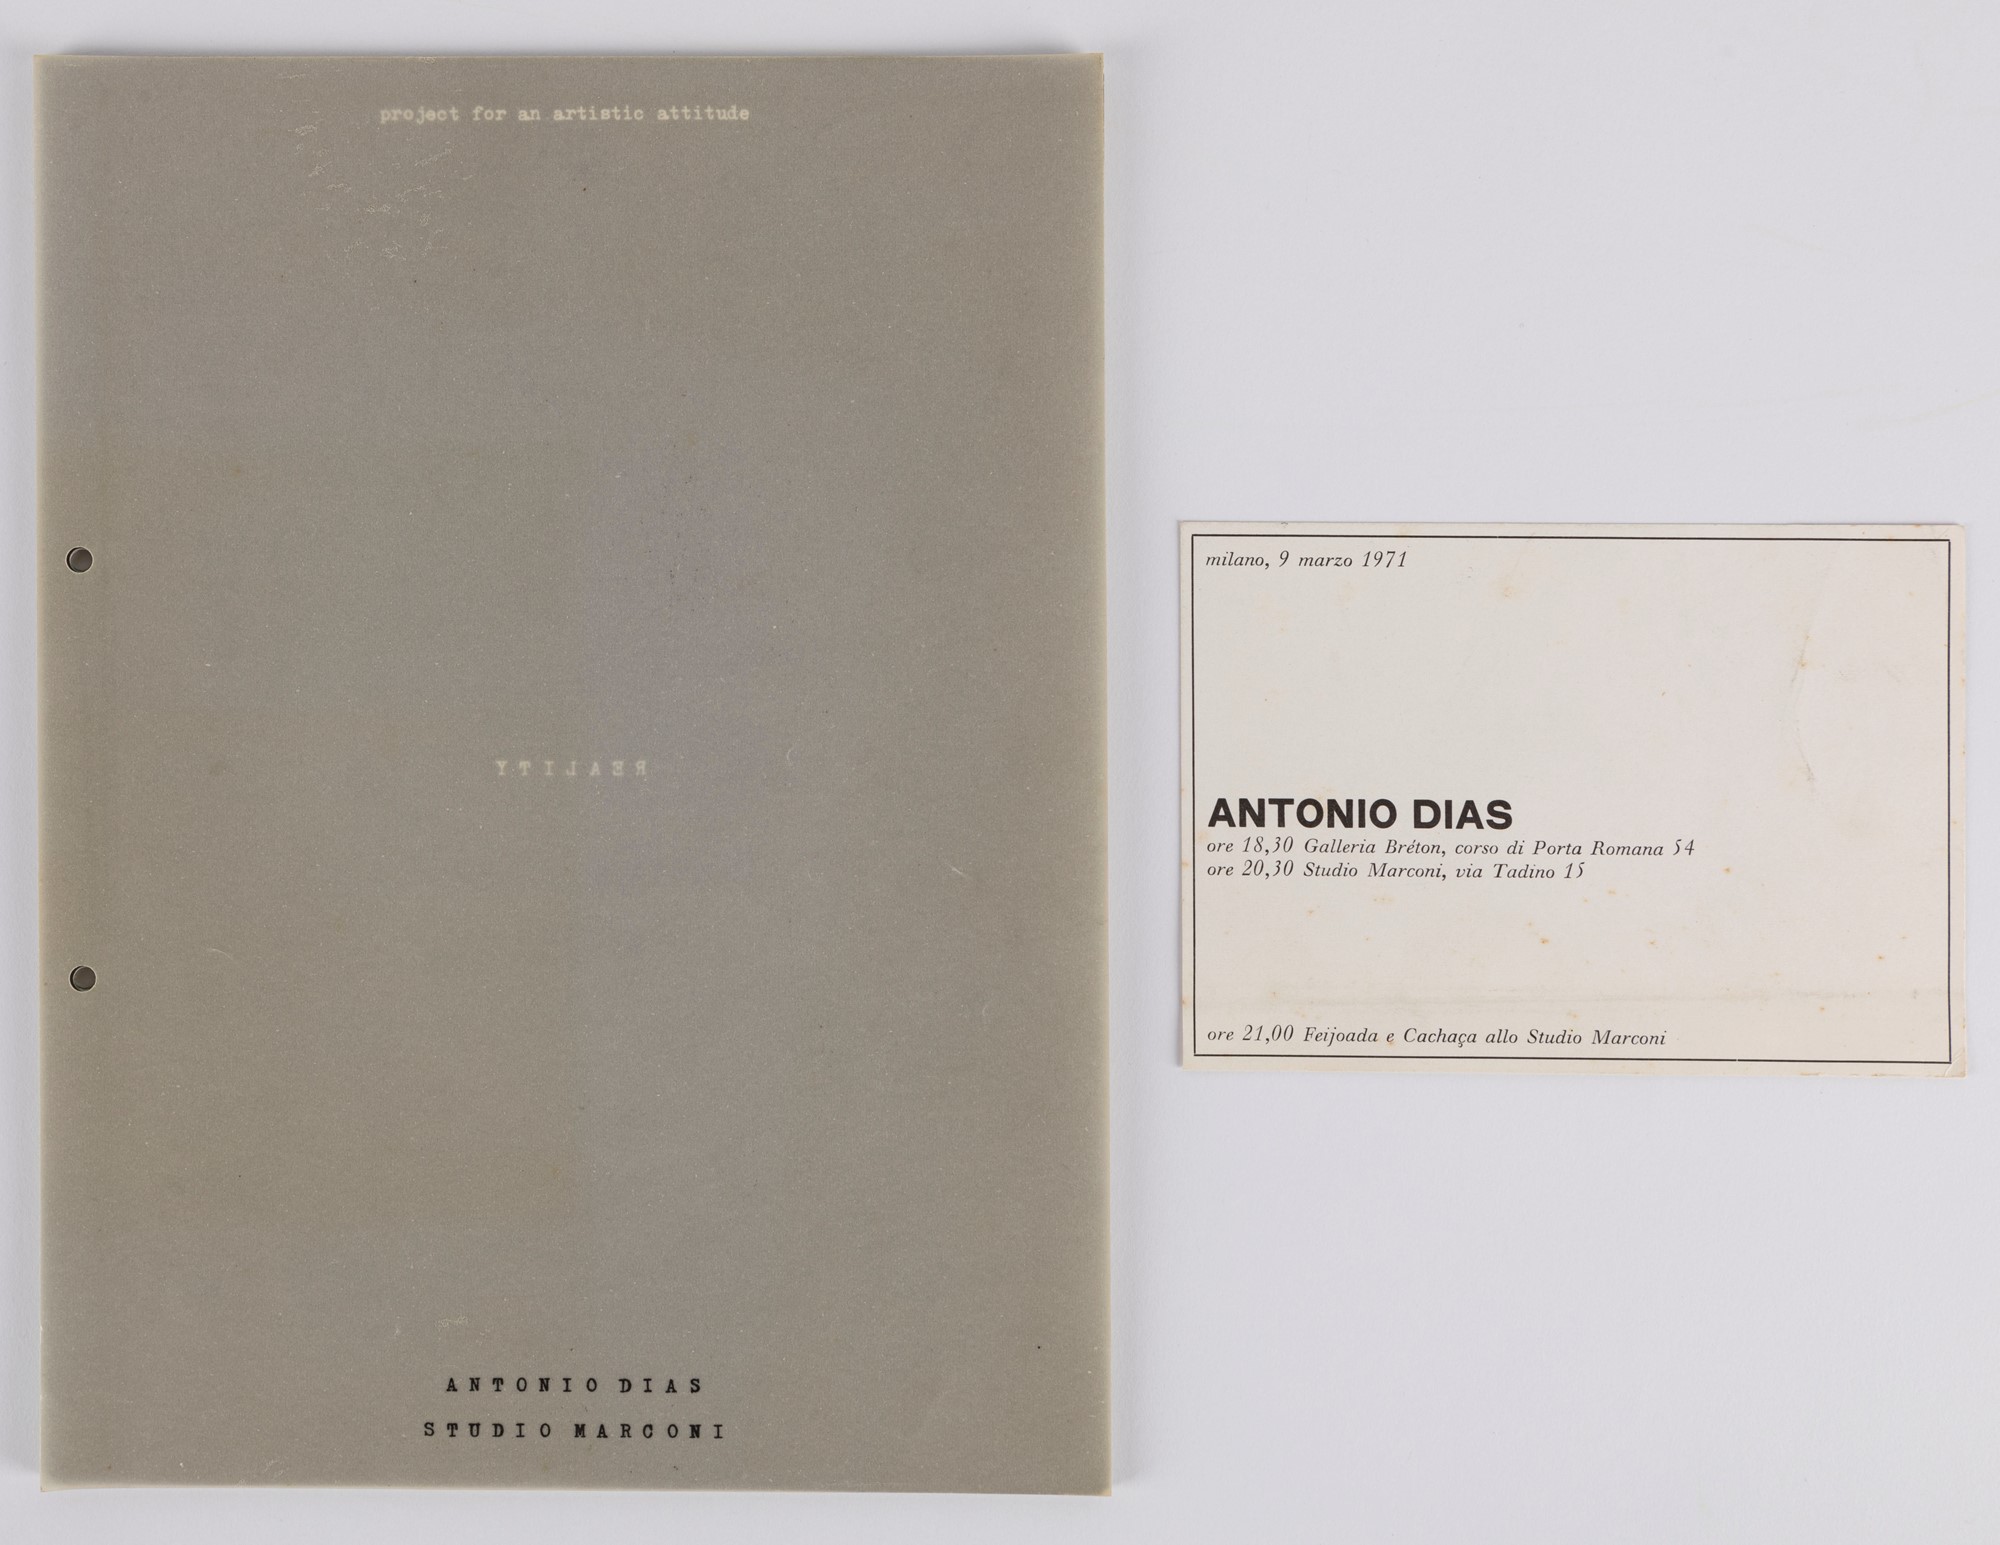 project for an artistic attitude
REALITY
ANTONIO DIAS
STUDIO MARCONI
milano, 9 marzo 1971
ANTONIO DIAS
ore 18,30 Galleria Bréton, corso di Porta Romana 54
ore 20,30 Studio Marconi, via Tadino 15
ore 21,00 Feijoada e Cachaça allo Studio Marconi